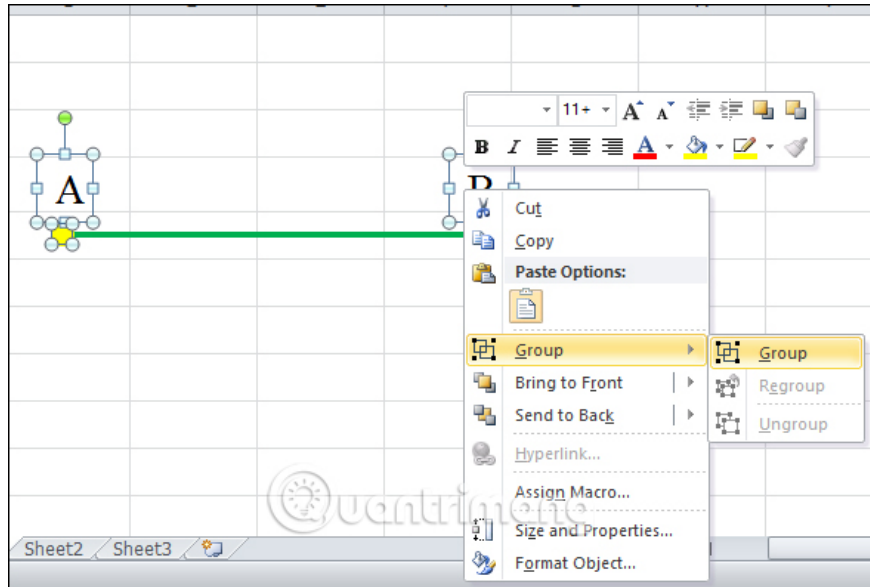 11+
A A A
B I A
A B
Cut
Copy
Paste Options:
Group Group
Bring to Front Regroup
Send to Back Ungroup
Hyperlink...
Assign Macro...
Quantrimang
Size and Properties...
Sheet2 Sheet3
Format Object...